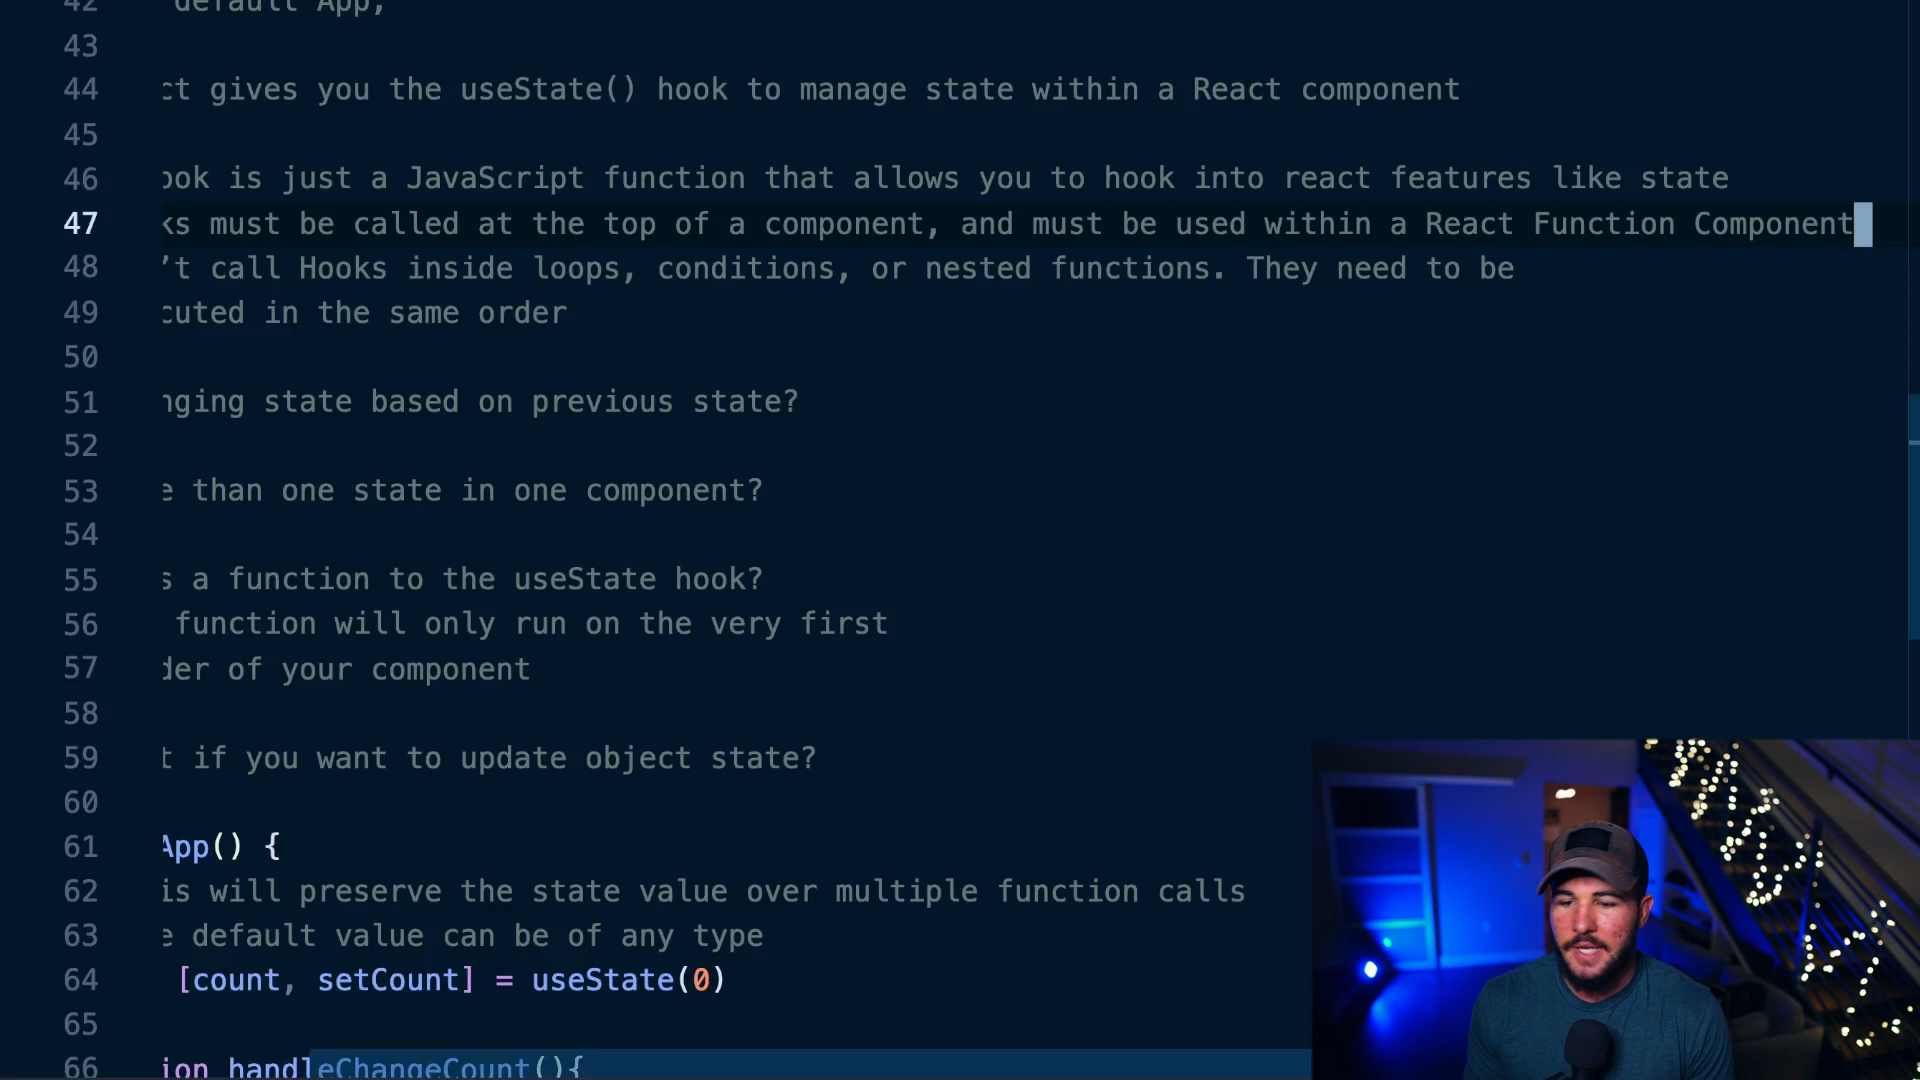 42 default App;
43
44 ct gives you the useState() hook to manage state within a React component
45
46 ook is just a JavaScript function that allows you to hook into react features like state
47 ks must be called at the top of a component, and must be used within a React Function Component
48 ’t call Hooks inside loops, conditions, or nested functions. They need to be
49 cuted in the same order
50
51 nging state based on previous state?
52
53 e than one state in one component?
54
55 s a function to the useState hook?
56 function will only run on the very first
57 der of your component
58
59 t if you want to update object state?
60
61 App() {
62 is will preserve the state value over multiple function calls
63 e default value can be of any type
64 [count, setCount] = useState(0)
65
66 ion handleChangeCount(){